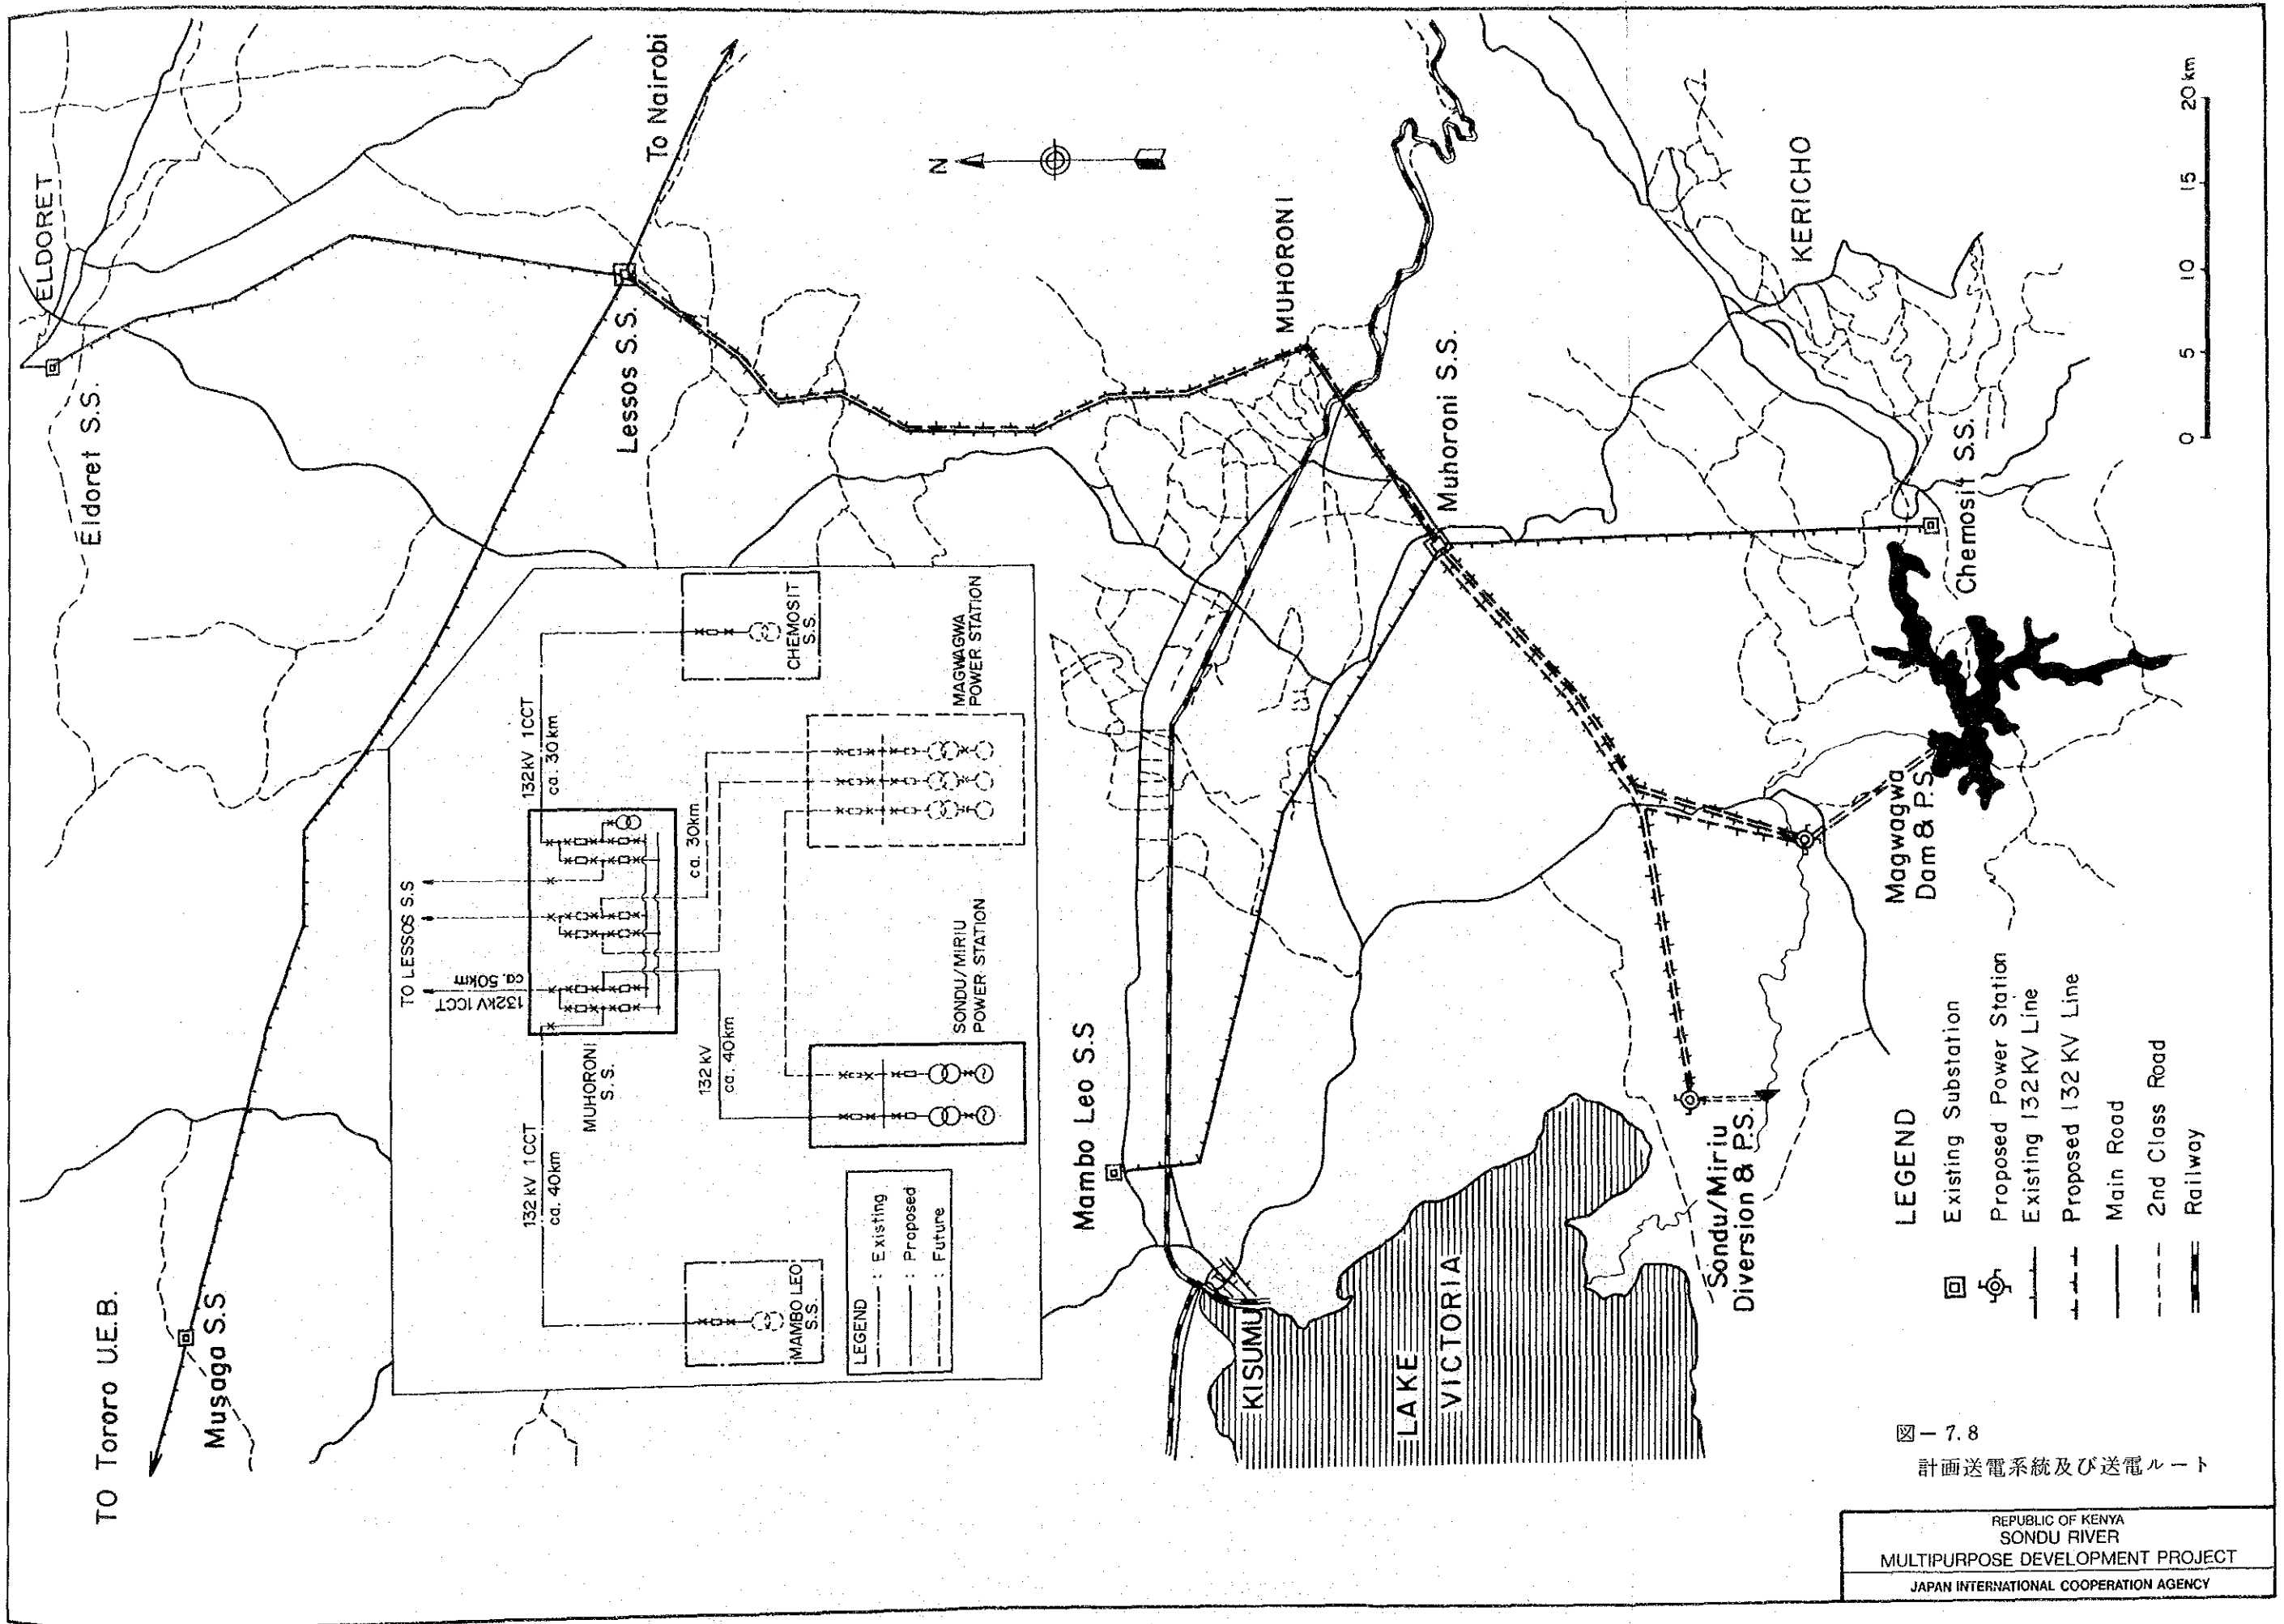 TO Tororo U.E.B.
Musaga S.S
ELDORET
Eldoret S.S.
To Nairobi
Lessos S.S.
N
TO LESSOS S.S
132kV 1CCT
ca. 50km
132kV 1CCT
ca. 30km
CHEMOSIT
S.S.
MUHORONI
S.S.
132kV 1CCT
ca. 40km
MAMBO LEO
S.S.
132kV
ca. 40km
ca. 30km
MAGWAGWA
POWER STATION
SONDU/MIRIU
POWER STATION
LEGEND
: Existing
: Proposed
: Future
Mambo Leo S.S
MUHORONI
Muhoroni S.S.
KERICHO
Chemosit S.S.
Magwagwa
Dam & P.S.
Sondu/Miriu
Diversion & P.S.
KISUMU
LAKE
VICTORIA
LEGEND
Existing Substation
Proposed Power Station
Existing 132KV Line
Proposed 132KV Line
Main Road
2nd Class Road
Railway
0 5 10 15 20 km
図－7.8
計画送電系統及び送電ルート
REPUBLIC OF KENYA
SONDU RIVER
MULTIPURPOSE DEVELOPMENT PROJECT
JAPAN INTERNATIONAL COOPERATION AGENCY